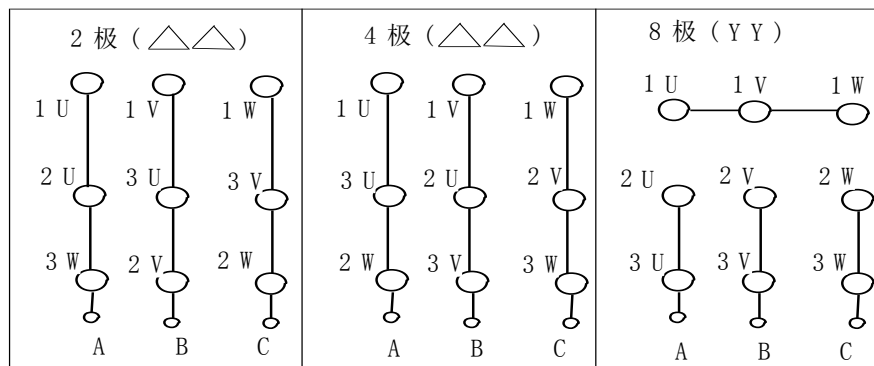 2 极 ( △△ )
1 U 1 V 1 W
2 U 3 U 3 V
3 W 2 V 2 W
A B C
4 极 ( △△ )
1 U 1 V 1 W
3 U 2 U 2 V
2 W 3 V 3 W
A B C
8 极 ( Y Y )
1 U 1 V 1 W
2 U 2 V 2 W
3 U 3 V 3 W
A B C